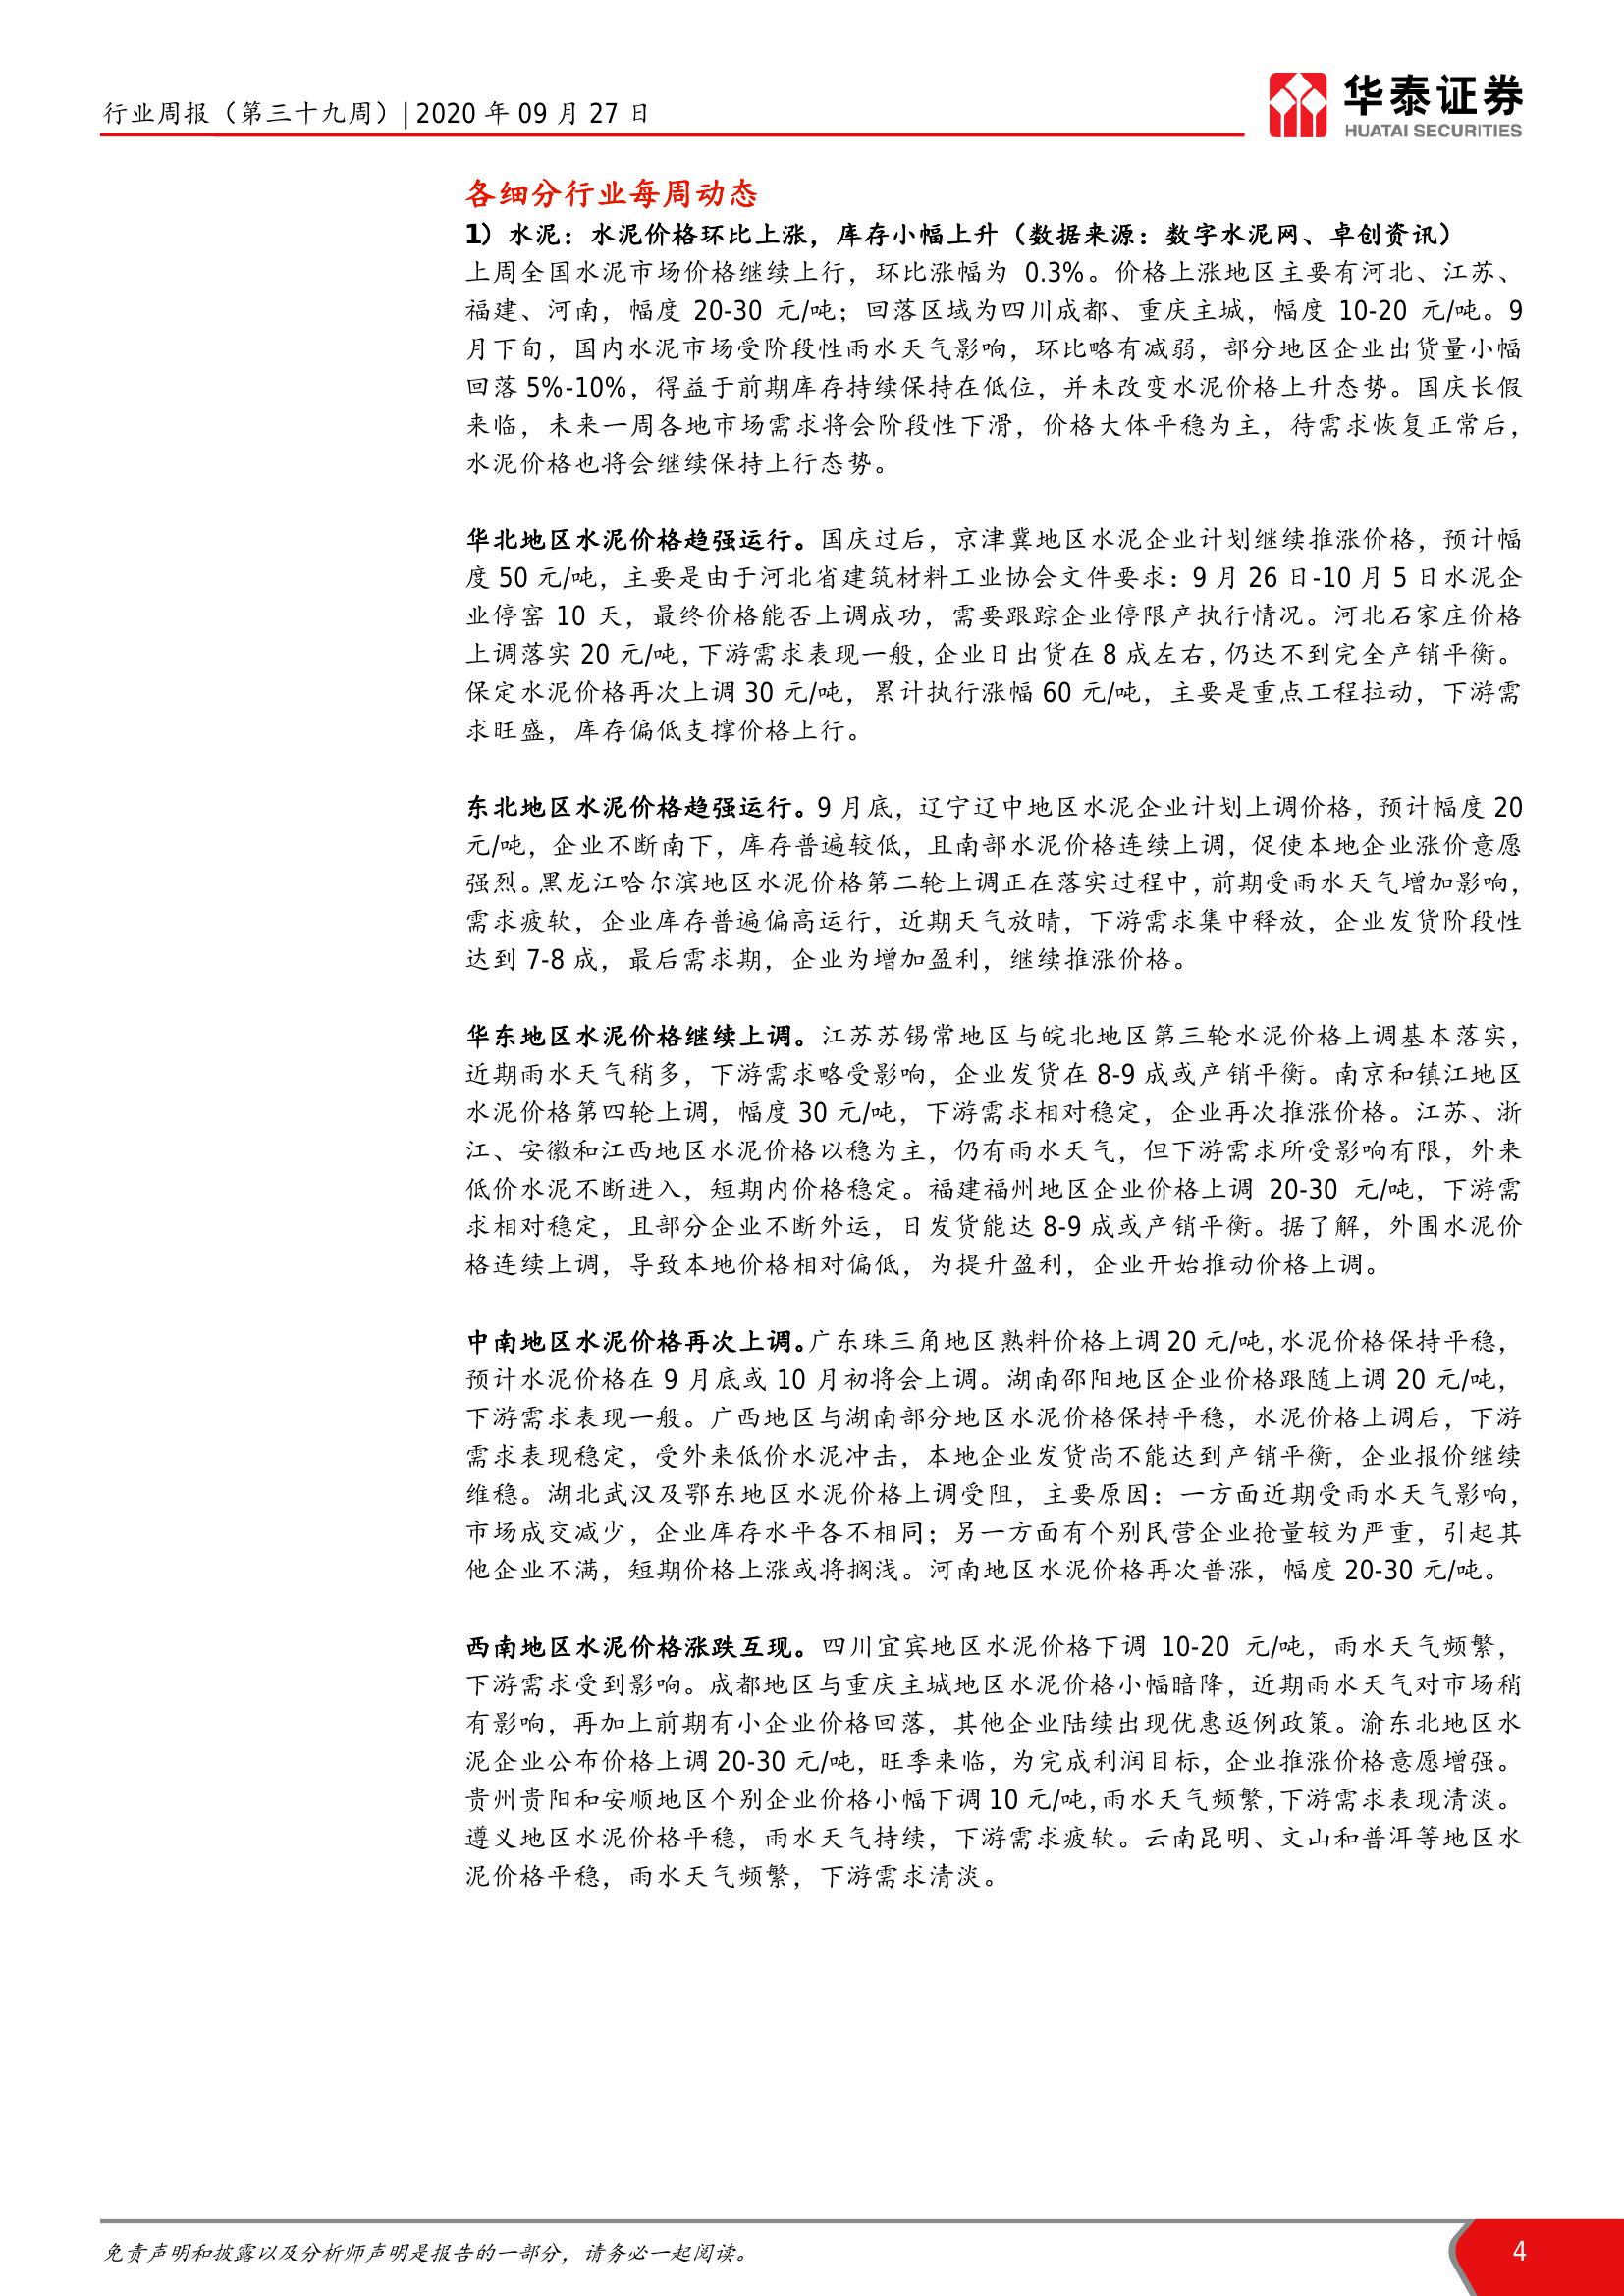 行业周报（第三十九周）| 2020 年 09 月 27 日
华泰证券
HUATAI SECURITIES
各细分行业每周动态
1）水泥：水泥价格环比上涨，库存小幅上升（数据来源：数字水泥网、卓创资讯）
上周全国水泥市场价格继续上行，环比涨幅为 0.3%。价格上涨地区主要有河北、江苏、
福建、河南，幅度 20-30 元/吨；回落区域为四川成都、重庆主城，幅度 10-20 元/吨。9
月下旬，国内水泥市场受阶段性雨水天气影响，环比略有减弱，部分地区企业出货量小幅
回落 5%-10%，得益于前期库存持续保持在低位，并未改变水泥价格上升态势。国庆长假
来临，未来一周各地市场需求将会阶段性下滑，价格大体平稳为主，待需求恢复正常后，
水泥价格也将会继续保持上行态势。
华北地区水泥价格趋强运行。国庆过后，京津冀地区水泥企业计划继续推涨价格，预计幅
度 50 元/吨，主要是由于河北省建筑材料工业协会文件要求：9 月 26 日-10 月 5 日水泥企
业停窑 10 天，最终价格能否上调成功，需要跟踪企业停限产执行情况。河北石家庄价格
上调落实 20 元/吨，下游需求表现一般，企业日出货在 8 成左右，仍达不到完全产销平衡。
保定水泥价格再次上调 30 元/吨，累计执行涨幅 60 元/吨，主要是重点工程拉动，下游需
求旺盛，库存偏低支撑价格上行。
东北地区水泥价格趋强运行。9 月底，辽宁辽中地区水泥企业计划上调价格，预计幅度 20
元/吨，企业不断南下，库存普遍较低，且南部水泥价格连续上调，促使本地企业涨价意愿
强烈。黑龙江哈尔滨地区水泥价格第二轮上调正在落实过程中，前期受雨水天气增加影响，
需求疲软，企业库存普遍偏高运行，近期天气放晴，下游需求集中释放，企业发货阶段性
达到 7-8 成，最后需求期，企业为增加盈利，继续推涨价格。
华东地区水泥价格继续上调。江苏苏锡常地区与皖北地区第三轮水泥价格上调基本落实，
近期雨水天气稍多，下游需求略受影响，企业发货在 8-9 成或产销平衡。南京和镇江地区
水泥价格第四轮上调，幅度 30 元/吨，下游需求相对稳定，企业再次推涨价格。江苏、浙
江、安徽和江西地区水泥价格以稳为主，仍有雨水天气，但下游需求所受影响有限，外来
低价水泥不断进入，短期内价格稳定。福建福州地区企业价格上调 20-30 元/吨，下游需
求相对稳定，且部分企业不断外运，日发货能达 8-9 成或产销平衡。据了解，外围水泥价
格连续上调，导致本地价格相对偏低，为提升盈利，企业开始推动价格上调。
中南地区水泥价格再次上调。广东珠三角地区熟料价格上调 20 元/吨，水泥价格保持平稳，
预计水泥价格在 9 月底或 10 月初将会上调。湖南邵阳地区企业价格跟随上调 20 元/吨，
下游需求表现一般。广西地区与湖南部分地区水泥价格保持平稳，水泥价格上调后，下游
需求表现稳定，受外来低价水泥冲击，本地企业发货尚不能达到产销平衡，企业报价继续
维稳。湖北武汉及鄂东地区水泥价格上调受阻，主要原因：一方面近期受雨水天气影响，
市场成交减少，企业库存水平各不相同；另一方面有个别民营企业抢量较为严重，引起其
他企业不满，短期价格上涨或将搁浅。河南地区水泥价格再次普涨，幅度 20-30 元/吨。
西南地区水泥价格涨跌互现。四川宜宾地区水泥价格下调 10-20 元/吨，雨水天气频繁，
下游需求受到影响。成都地区与重庆主城地区水泥价格小幅暗降，近期雨水天气对市场稍
有影响，再加上前期有小企业价格回落，其他企业陆续出现优惠返例政策。渝东北地区水
泥企业公布价格上调 20-30 元/吨，旺季来临，为完成利润目标，企业推涨价格意愿增强。
贵州贵阳和安顺地区个别企业价格小幅下调 10 元/吨，雨水天气频繁，下游需求表现清淡。
遵义地区水泥价格平稳，雨水天气持续，下游需求疲软。云南昆明、文山和普洱等地区水
泥价格平稳，雨水天气频繁，下游需求清淡。
免责声明和披露以及分析师声明是报告的一部分，请务必一起阅读。
4